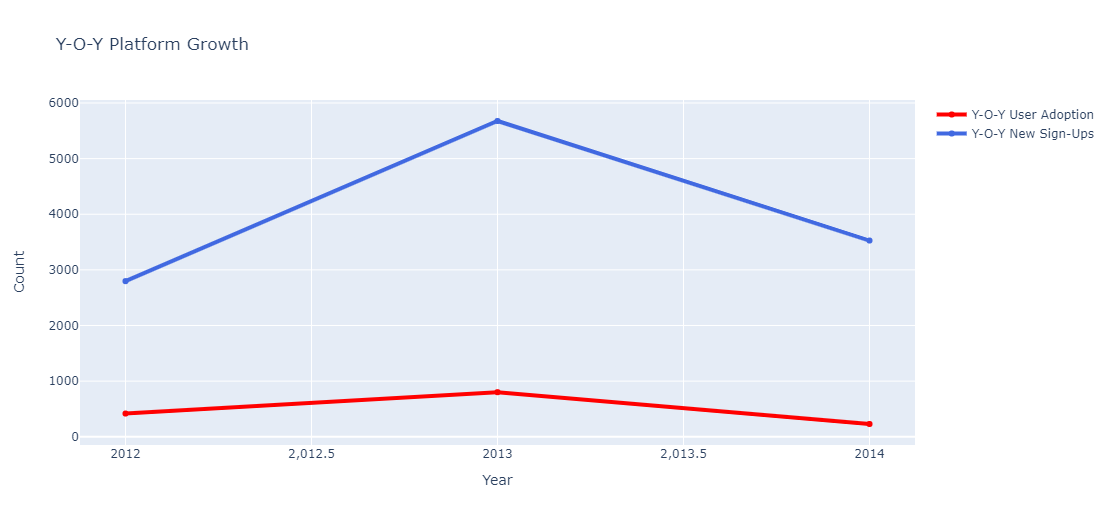 Y-O-Y Platform Growth
Y-O-Y User Adoption
Y-O-Y New Sign-Ups
6000
5000
4000
3000
2000
1000
0
Count
2012
2,012.5
2013
2,013.5
2014
Year